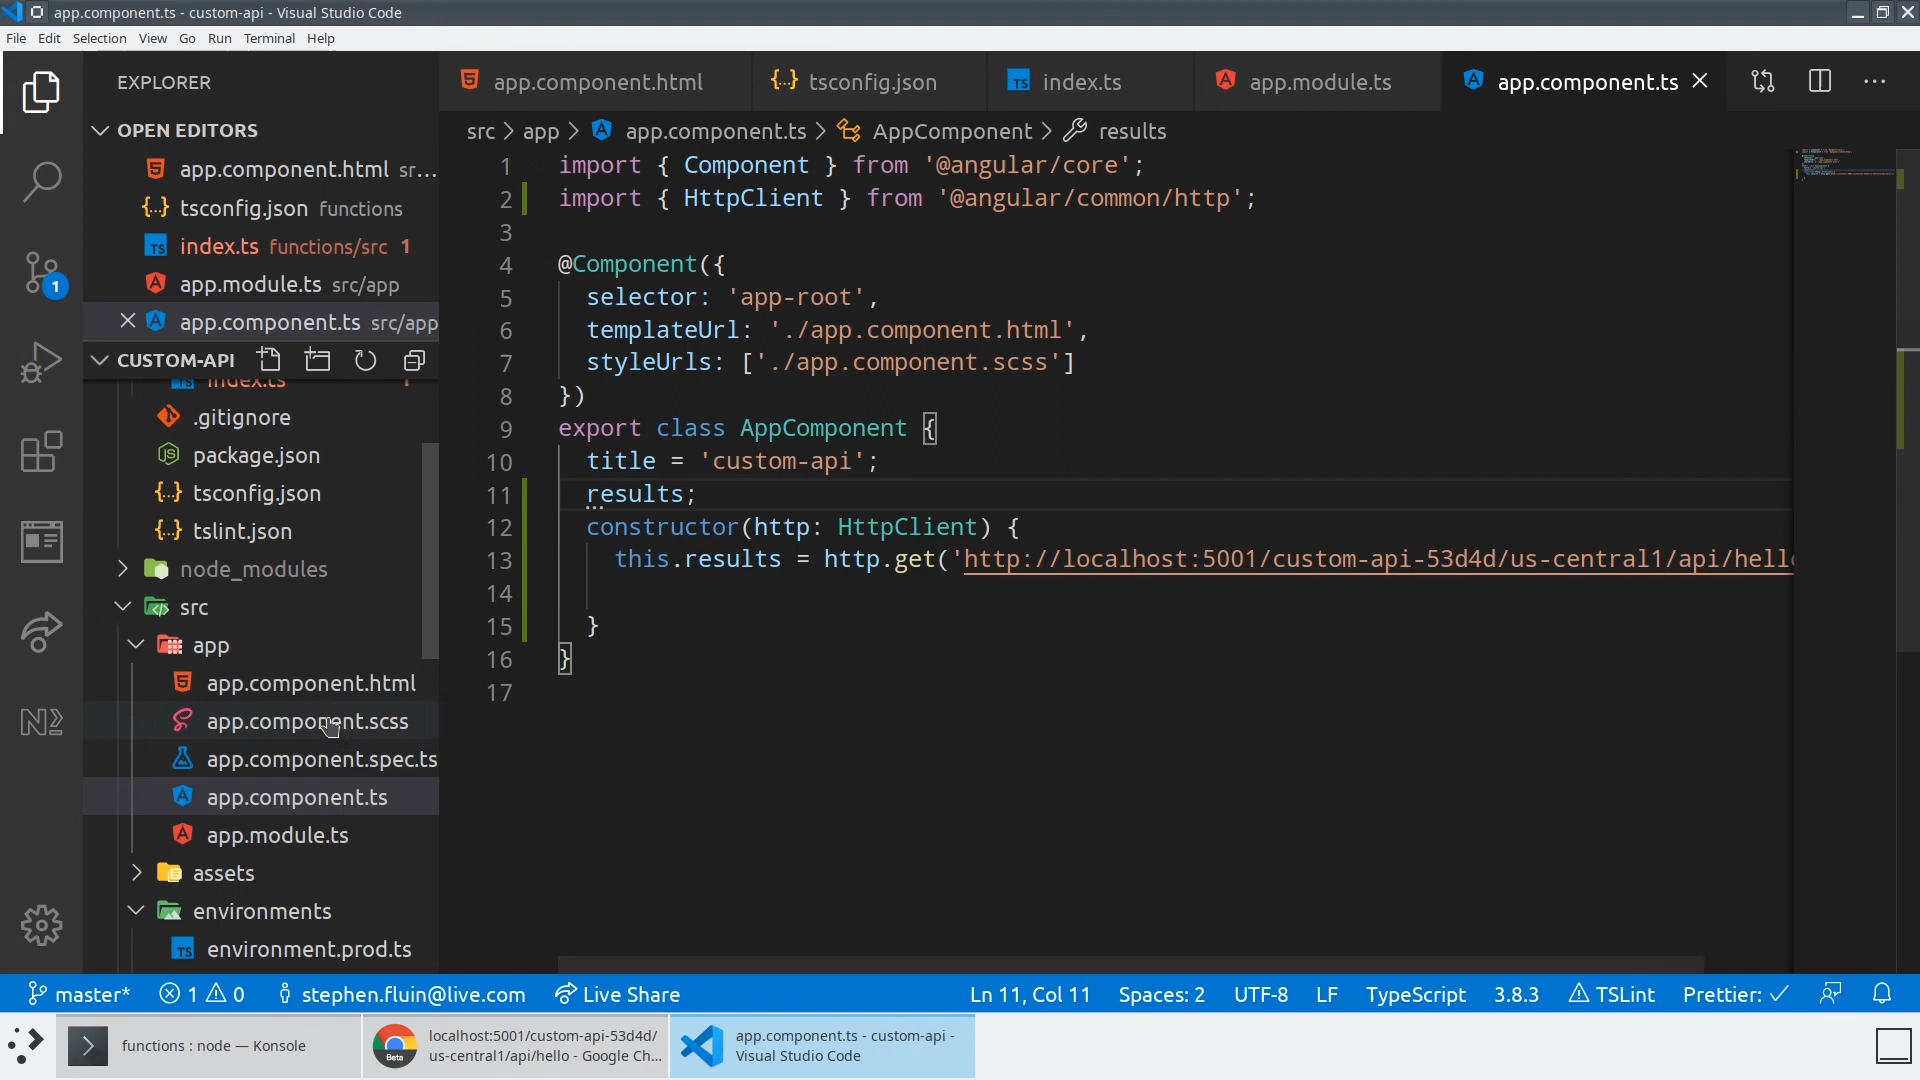 app.component.ts - custom-api - Visual Studio Code
File Edit Selection View Go Run Terminal Help
EXPLORER
OPEN EDITORS
app.component.html sr...
tsconfig.json functions
index.ts functions/src 1
app.module.ts src/app
app.component.ts src/app
CUSTOM-API
index.ts 1
.gitignore
package.json
tsconfig.json
tslint.json
node_modules
src
app
app.component.html
app.component.scss
app.component.spec.ts
app.component.ts
app.module.ts
assets
environments
environment.prod.ts
1
app.component.html tsconfig.json index.ts app.module.ts app.component.ts
src > app > app.component.ts > AppComponent > results
1 import { Component } from '@angular/core';
2 import { HttpClient } from '@angular/common/http';
3
4 @Component({
5 selector: 'app-root',
6 templateUrl: './app.component.html',
7 styleUrls: ['./app.component.scss']
8 })
9 export class AppComponent {
10 title = 'custom-api';
11 results;
12 constructor(http: HttpClient) {
13 this.results = http.get('http://localhost:5001/custom-api-53d4d/us-central1/api/hello
14
15 }
16 }
17
master* 1 0 stephen.fluin@live.com Live Share Ln 11, Col 11 Spaces: 2 UTF-8 LF TypeScript 3.8.3 TSLint Prettier: ✓
functions : node — Konsole
Beta
localhost:5001/custom-api-53d4d/
us-central1/api/hello - Google Ch...
app.component.ts - custom-api -
Visual Studio Code